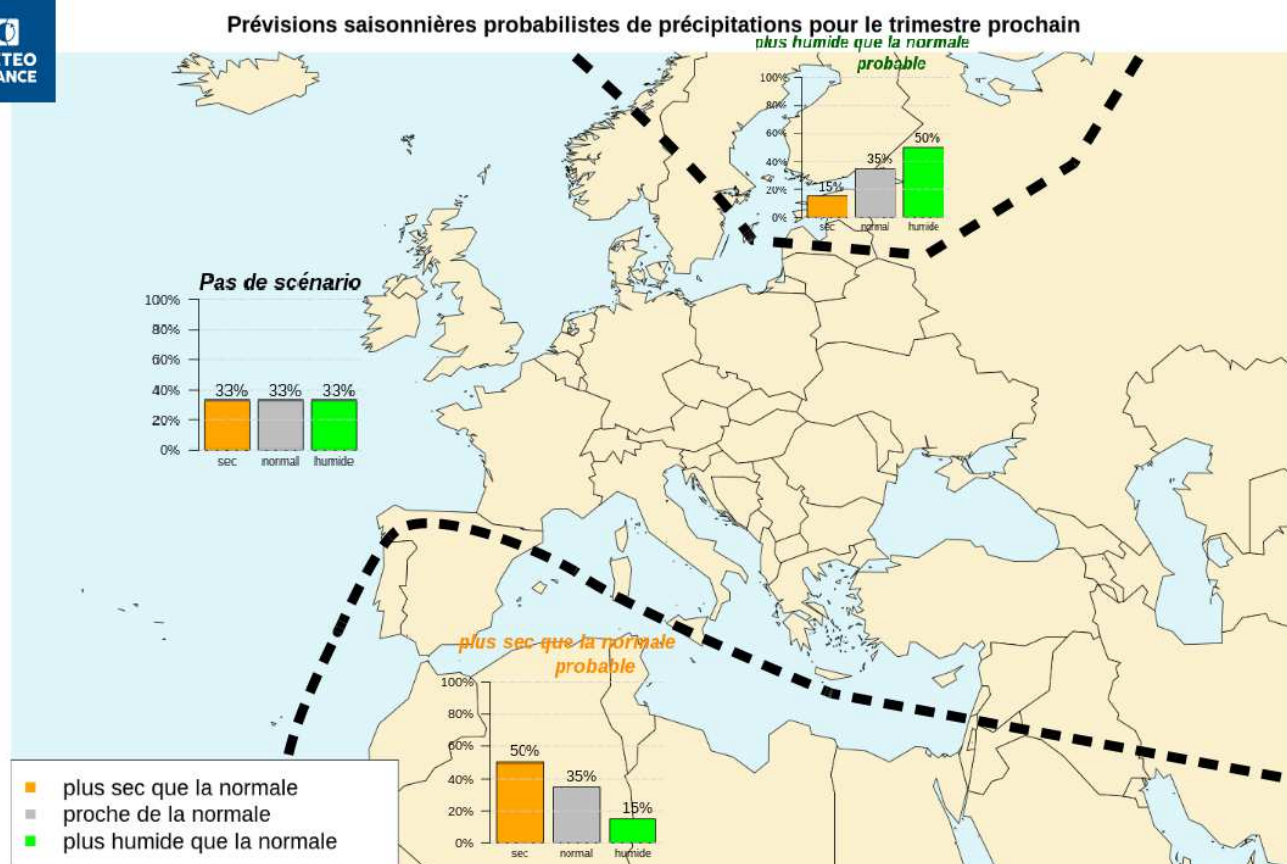 Prévisions saisonnières probabilistes de précipitations pour le trimestre prochain
plus humide que la normale
probable
100%
80%
60%
40%
20%
0%
15%
35%
50%
sec
normal
humide
Pas de scénario
100%
80%
60%
40%
20%
0%
33%
33%
33%
sec
normal
humide
plus sec que la normale
probable
100%
80%
60%
40%
20%
0%
50%
35%
15%
sec
normal
humide
plus sec que la normale
proche de la normale
plus humide que la normale